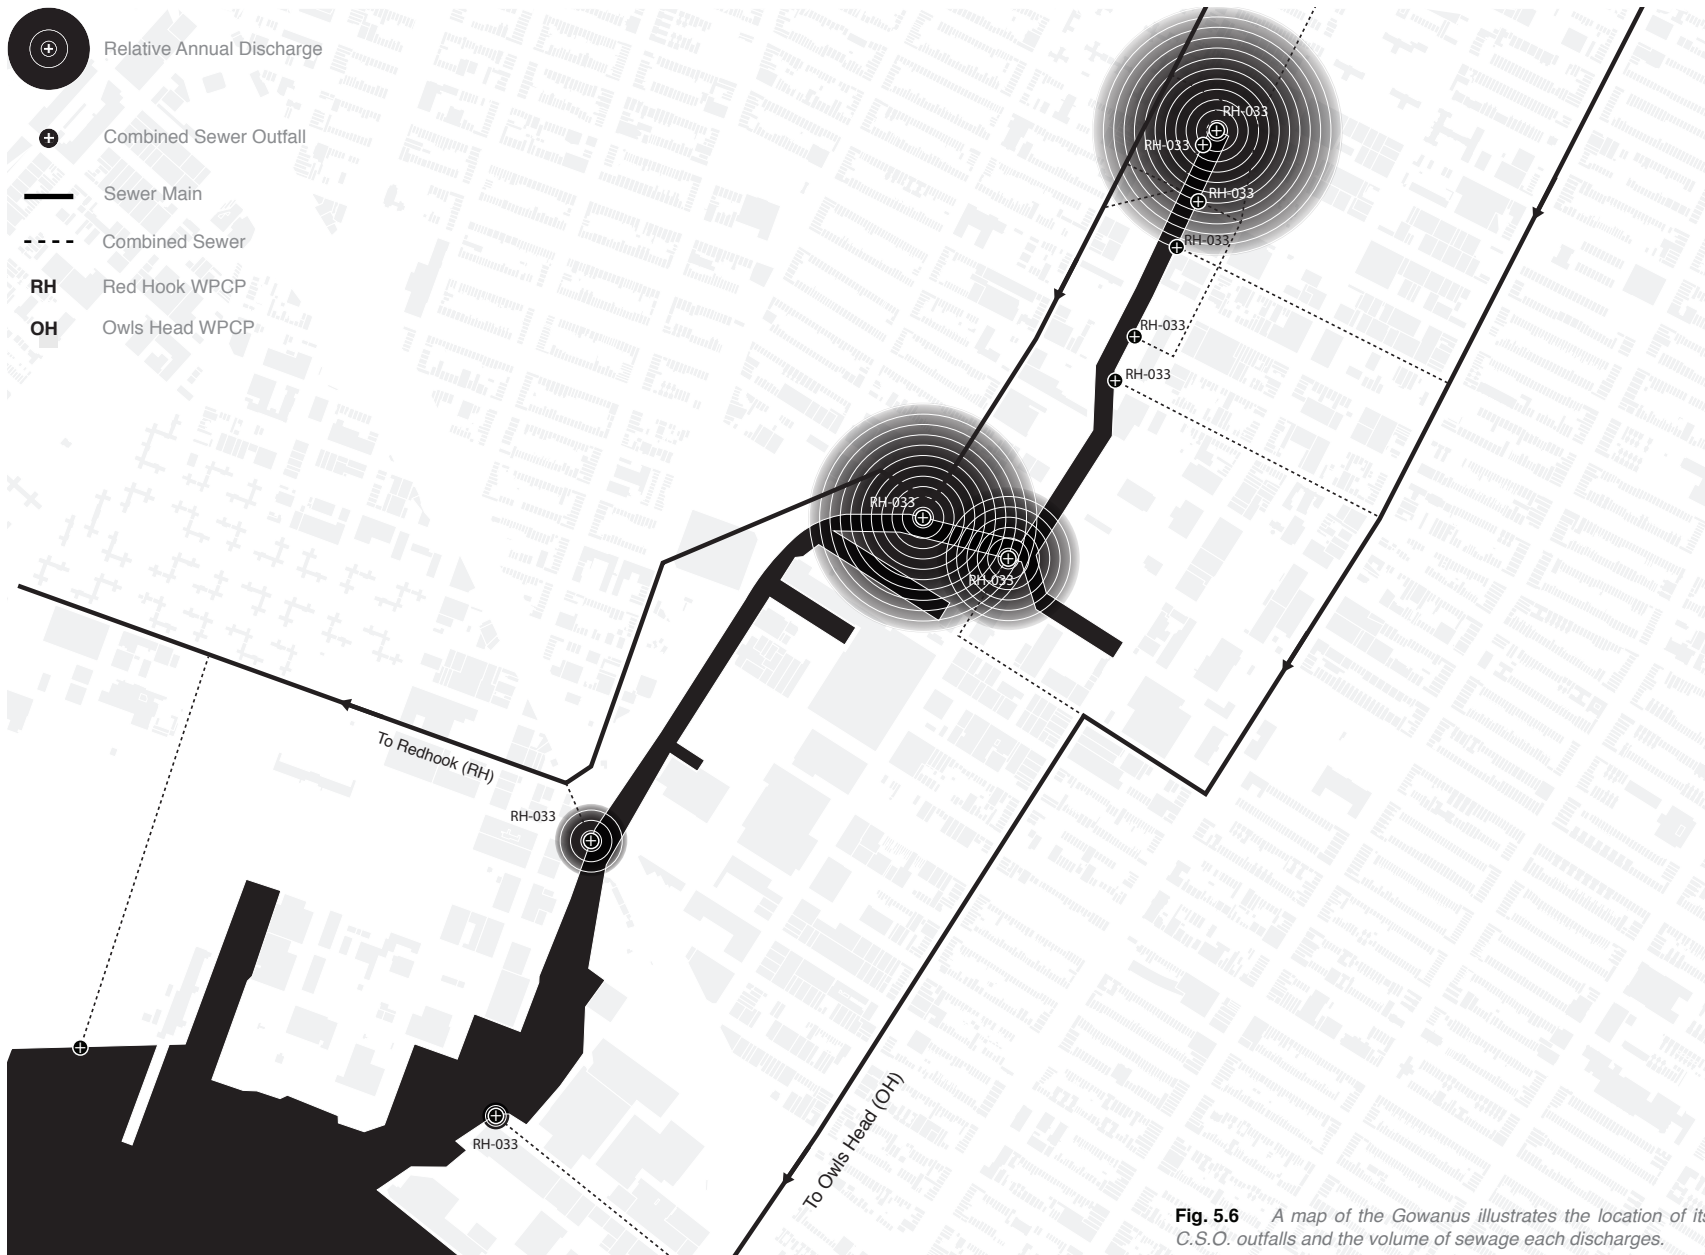 Relative Annual Discharge
Combined Sewer Outfall
Sewer Main
Combined Sewer
RH Red Hook WPCP
OH Owls Head WPCP
RH-033
RH-033
RH-033
RH-033
RH-033
RH-033
RH-033
RH-033
To Redhook (RH)
RH-033
To Owls Head (OH)
RH-033
Fig. 5.6 A map of the Gowanus illustrates the location of its
C.S.O. outfalls and the volume of sewage each discharges.